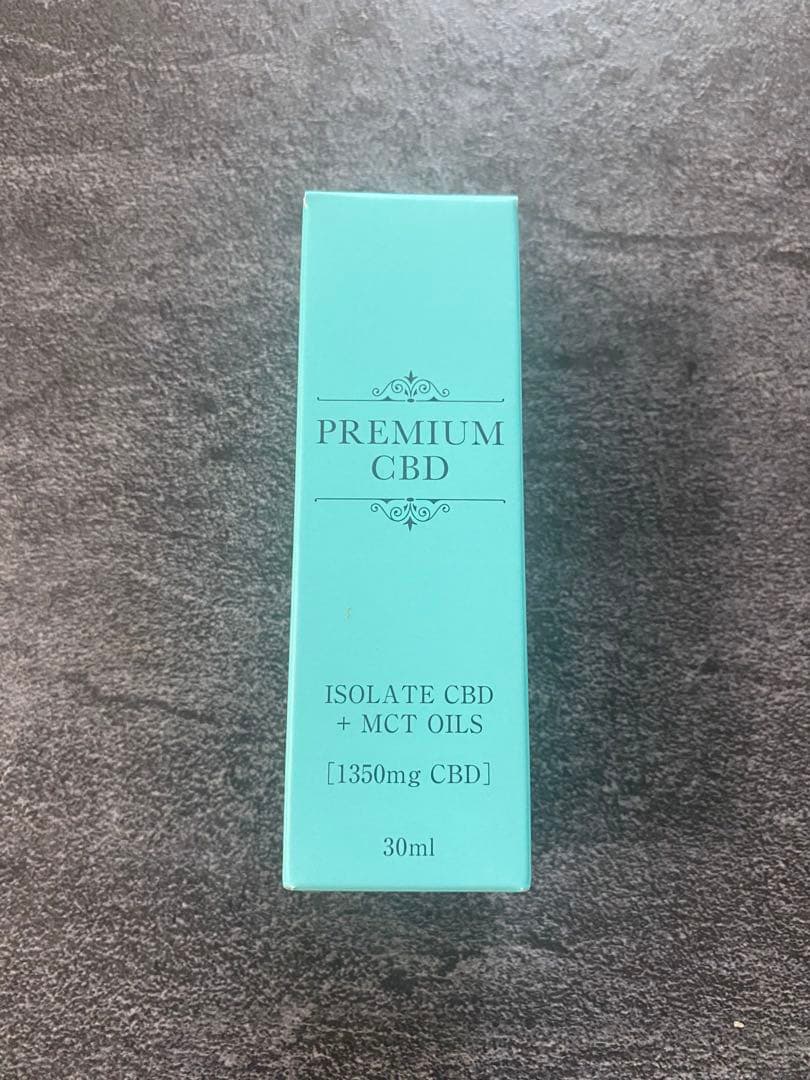 PREMIUM
CBD
ISOLATE CBD
+ MCT OILS
[1350mg CBD]
30ml